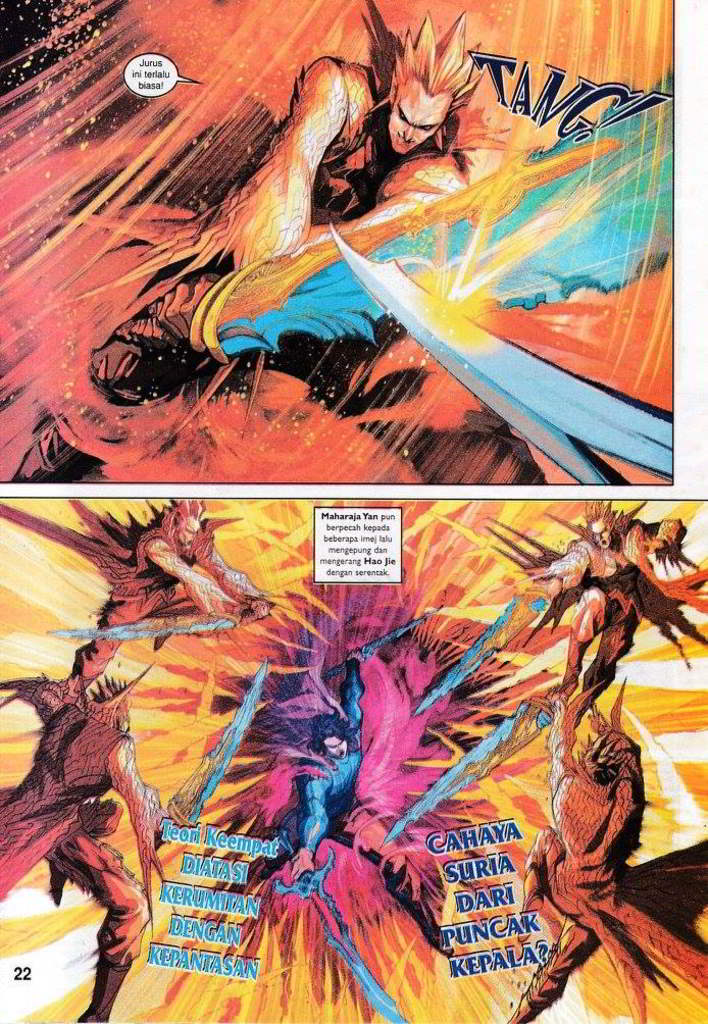 Jurus
ini terlalu
biasa!
TANG!
Maharaja Yan pun
berpecah kepada
beberapa imej lalu
mengepung dan
mengerang Hao Jie
dengan serentak.
Teori Keempat
DIATASI
KERUMITAN
DENGAN
KEPANTASAN
CAHAYA
SURIA
DARI
PUNCAK
KEPALA?
22